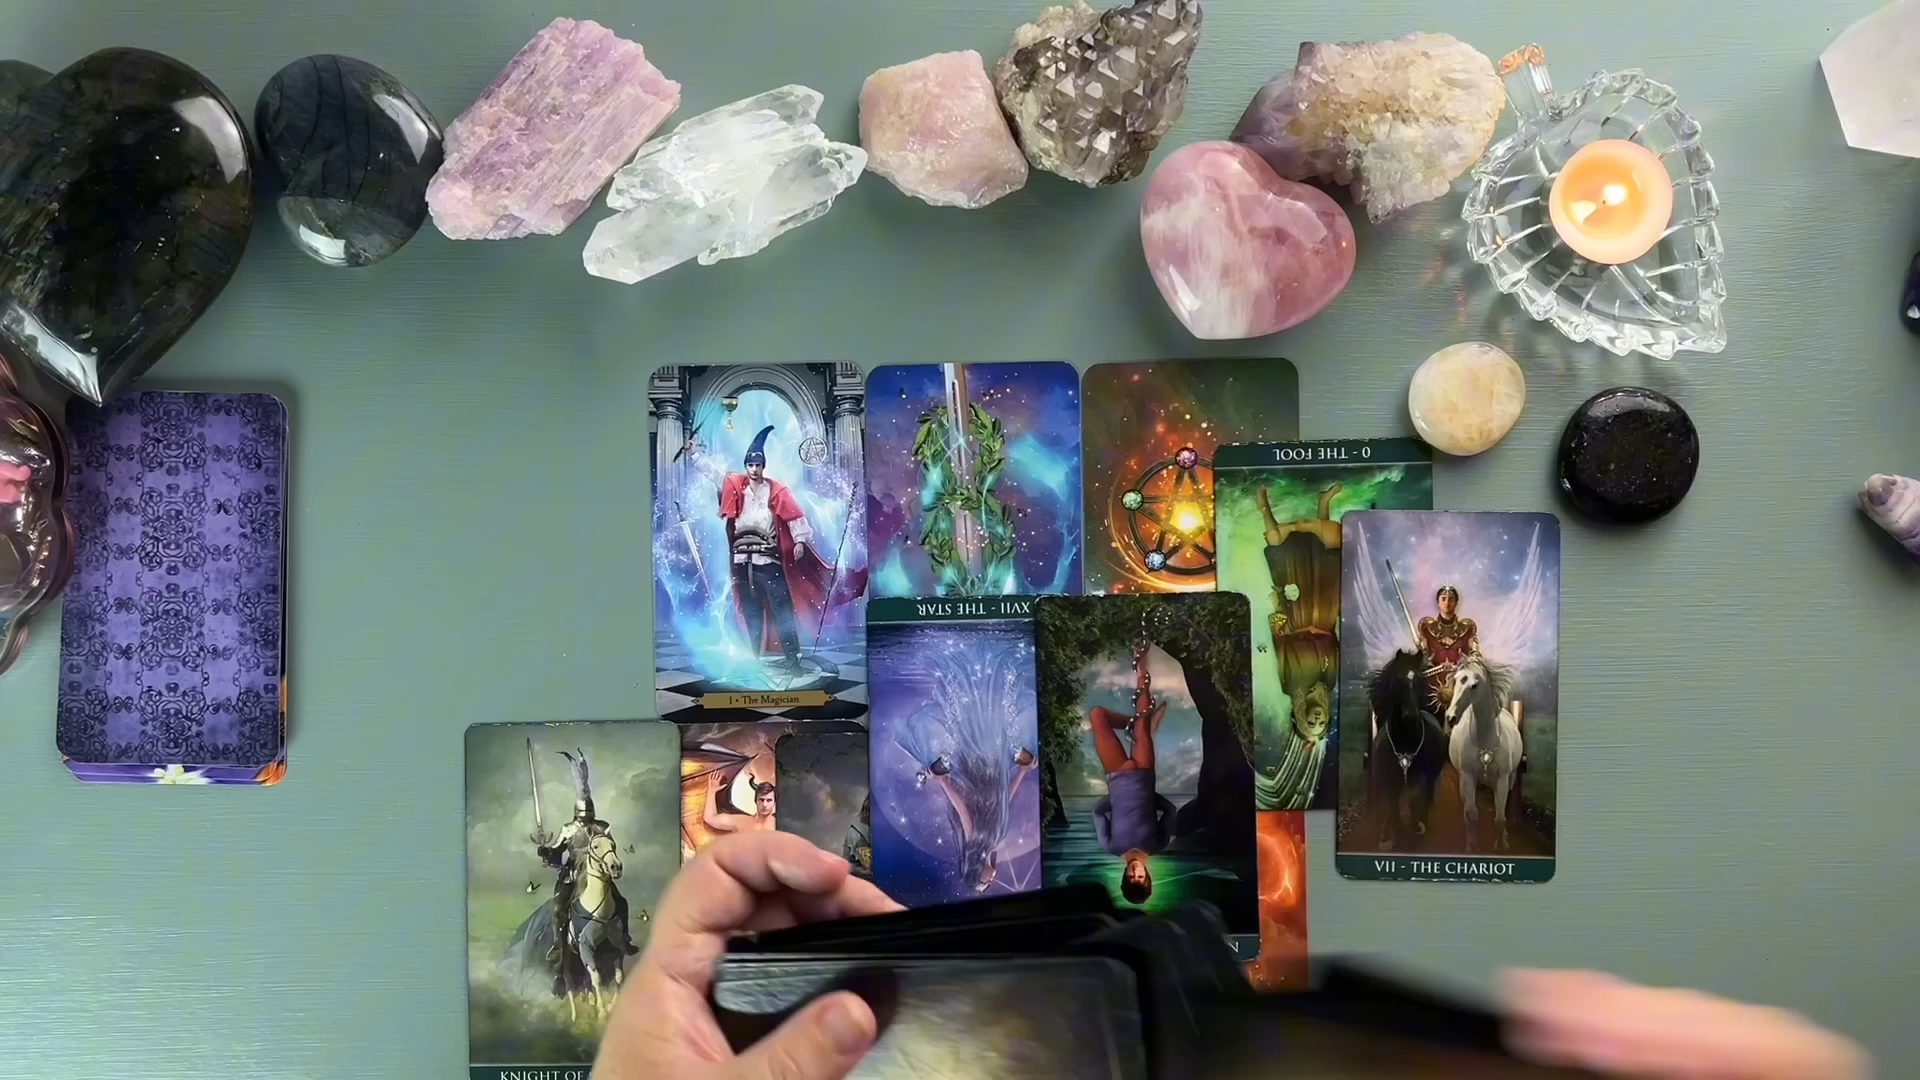 0 - THE FOOL
XVII - THE STAR
I • The Magician
VII - THE CHARIOT
N
KNIGHT OF